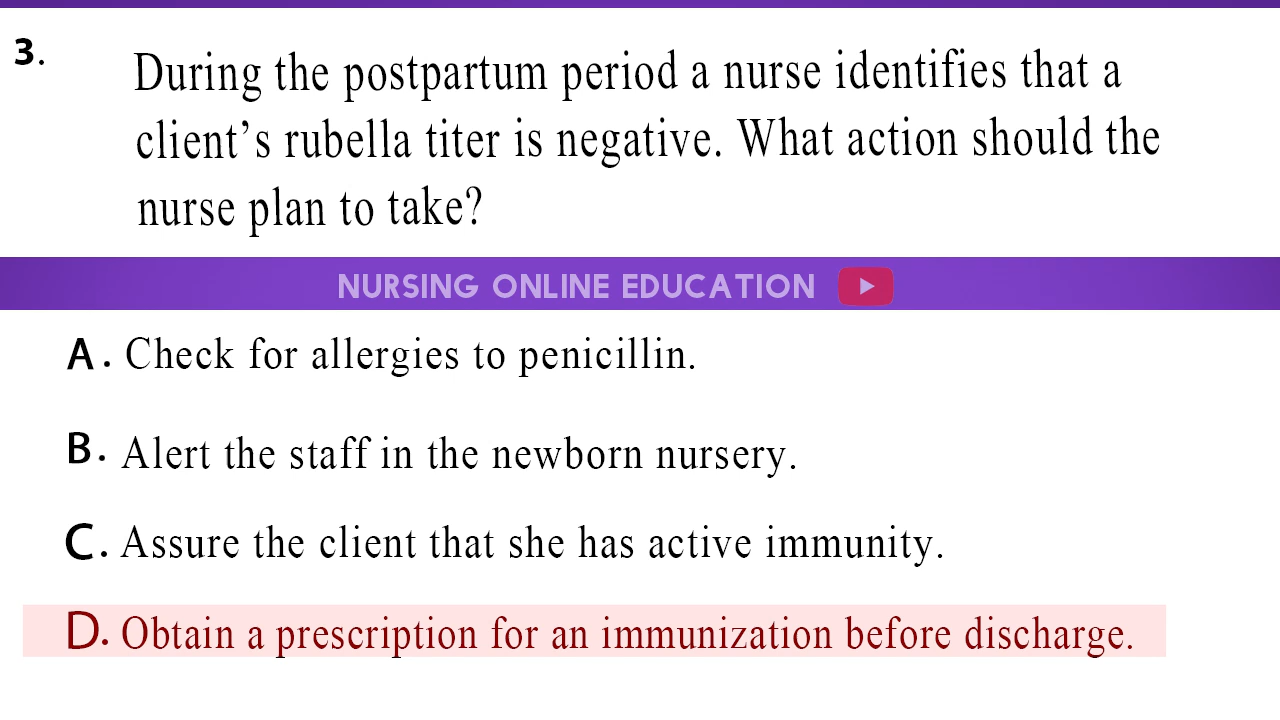 3.
During the postpartum period a nurse identifies that a
client’s rubella titer is negative. What action should the
nurse plan to take?
NURSING ONLINE EDUCATION
A. Check for allergies to penicillin.
B. Alert the staff in the newborn nursery.
C. Assure the client that she has active immunity.
D. Obtain a prescription for an immunization before discharge.